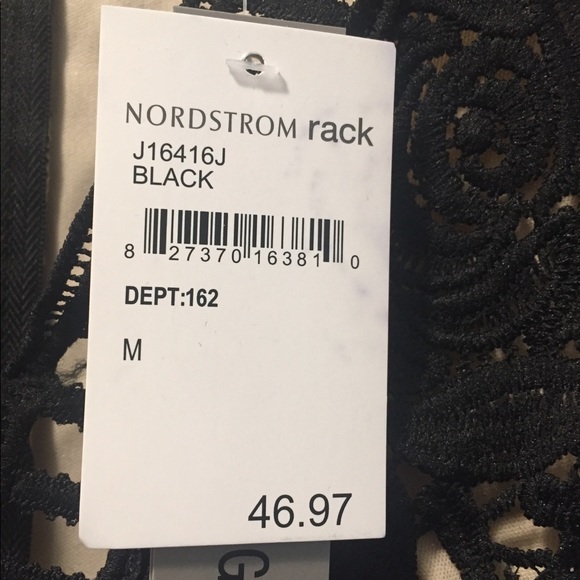 NORDSTROM rack
J16416J
BLACK
8 27370 16381 0
DEPT:162
M
46.97
G